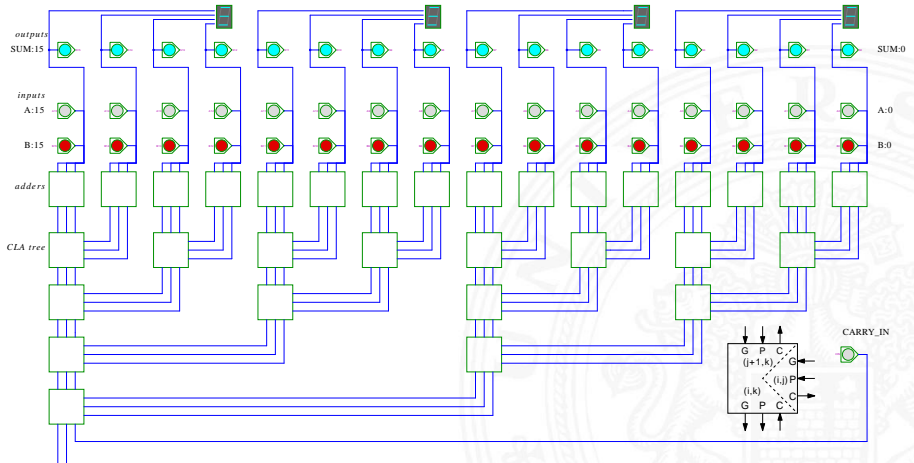 outputs
SUM:15 SUM:0
inputs
A:15 A:0
B:15 B:0
adders
CLA tree
CARRY_IN
G P C
(j+1,k) G
(i,j) P
(i,k) C
G P C